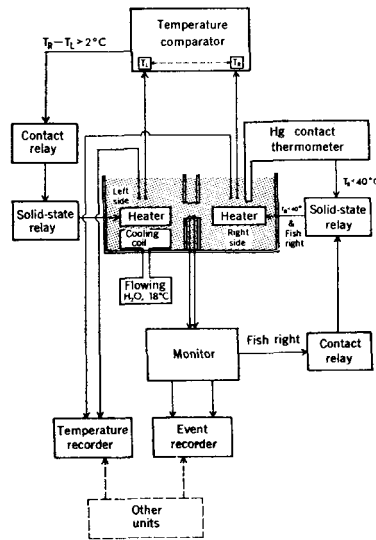 Temperature
comparator
T_L
T_R
T_R—T_L > 2°C
Contact
relay
Hg contact
thermometer
T_R<40°C
Left
side
Solid-state
relay
Heater
Heater
T_R<40°
&
Fish
right
Solid-state
relay
Cooling
coil
Right
side
Flowing
H₂O, 18°C
Monitor
Fish right
Contact
relay
Temperature
recorder
Event
recorder
Other
units